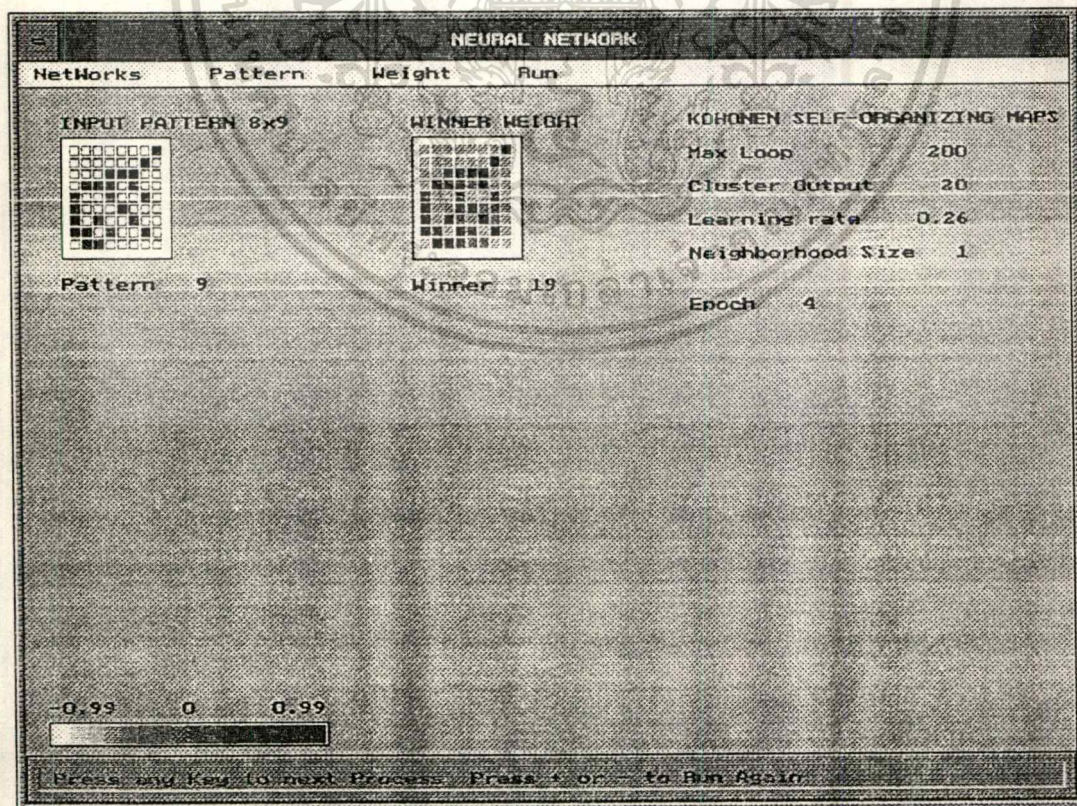 NEURAL NETWORK
NetWorks Pattern Weight Run
INPUT PATTERN 8x9
WINNER WEIGHT
KOHONEN SELF-ORGANIZING MAPS
Max Loop 200
Cluster Output 20
Learning rate 0.26
Neighborhood Size 1
Pattern 9
Winner 19
Epoch 4
-0.99 0 0.99
Press any Key to next Process Press + or - to Run Again